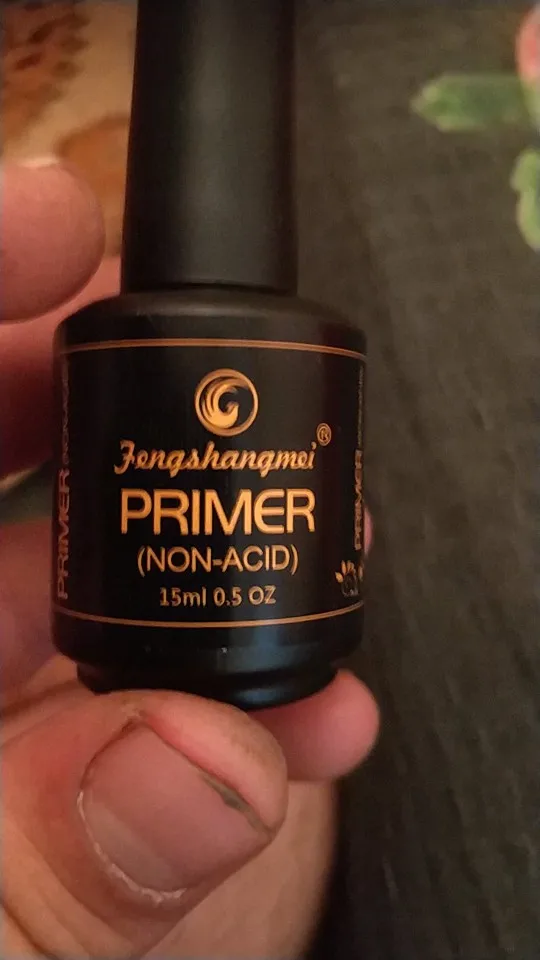 Fengshangmei®
PRIMER
(NON-ACID)
15ml 0.5 OZ
PRIMER
PRIMER